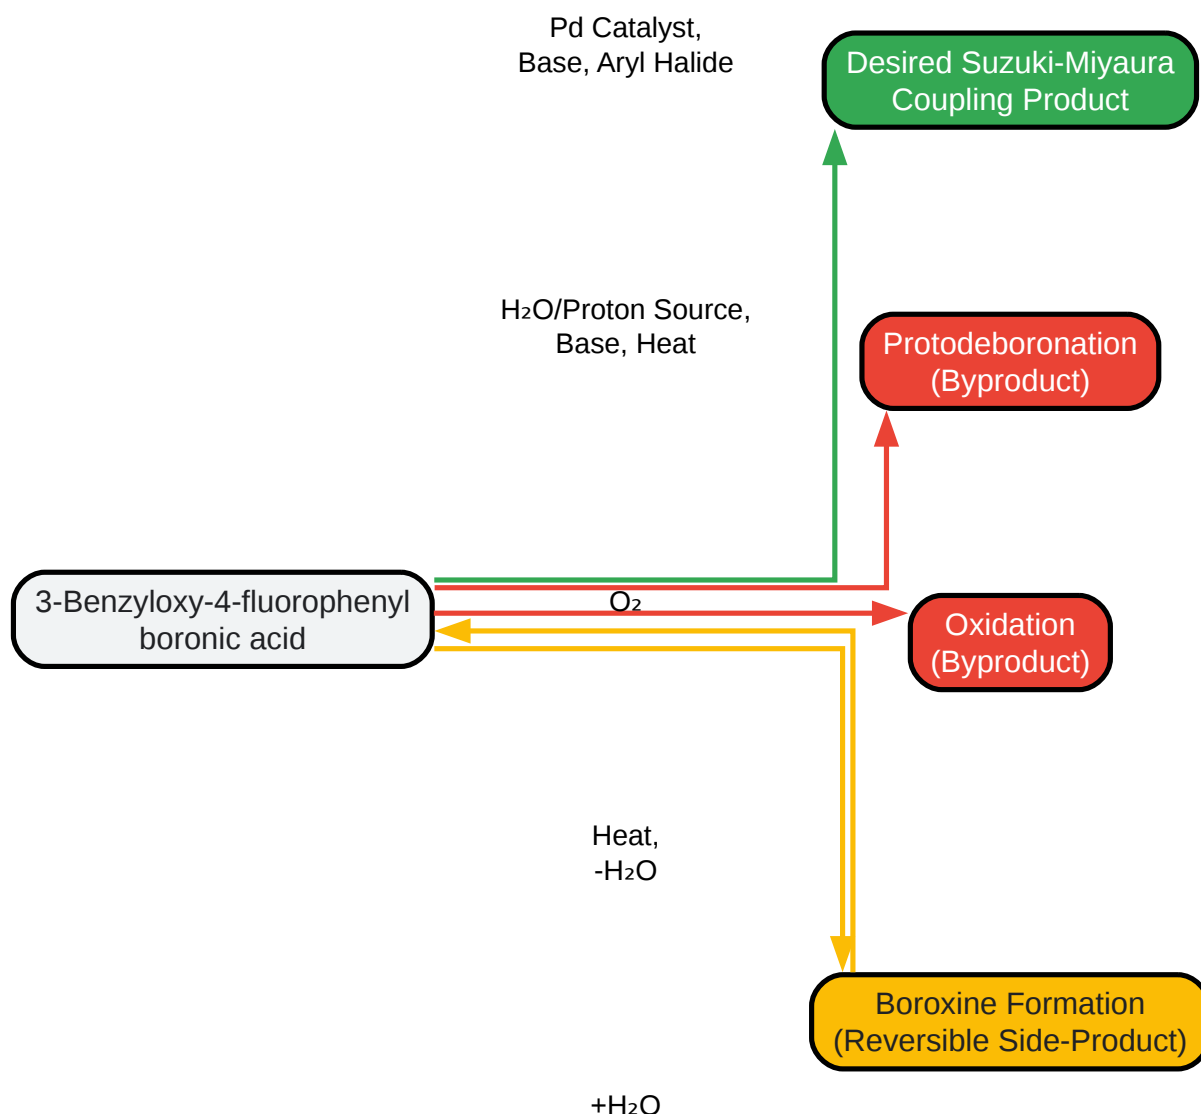 Pd Catalyst,
Base, Aryl Halide
Desired Suzuki-Miyaura
Coupling Product
H₂O/Proton Source,
Base, Heat
Protodeboronation
(Byproduct)
3-Benzyloxy-4-fluorophenyl
boronic acid
O₂
Oxidation
(Byproduct)
Heat,
-H₂O
Boroxine Formation
(Reversible Side-Product)
+H₂O